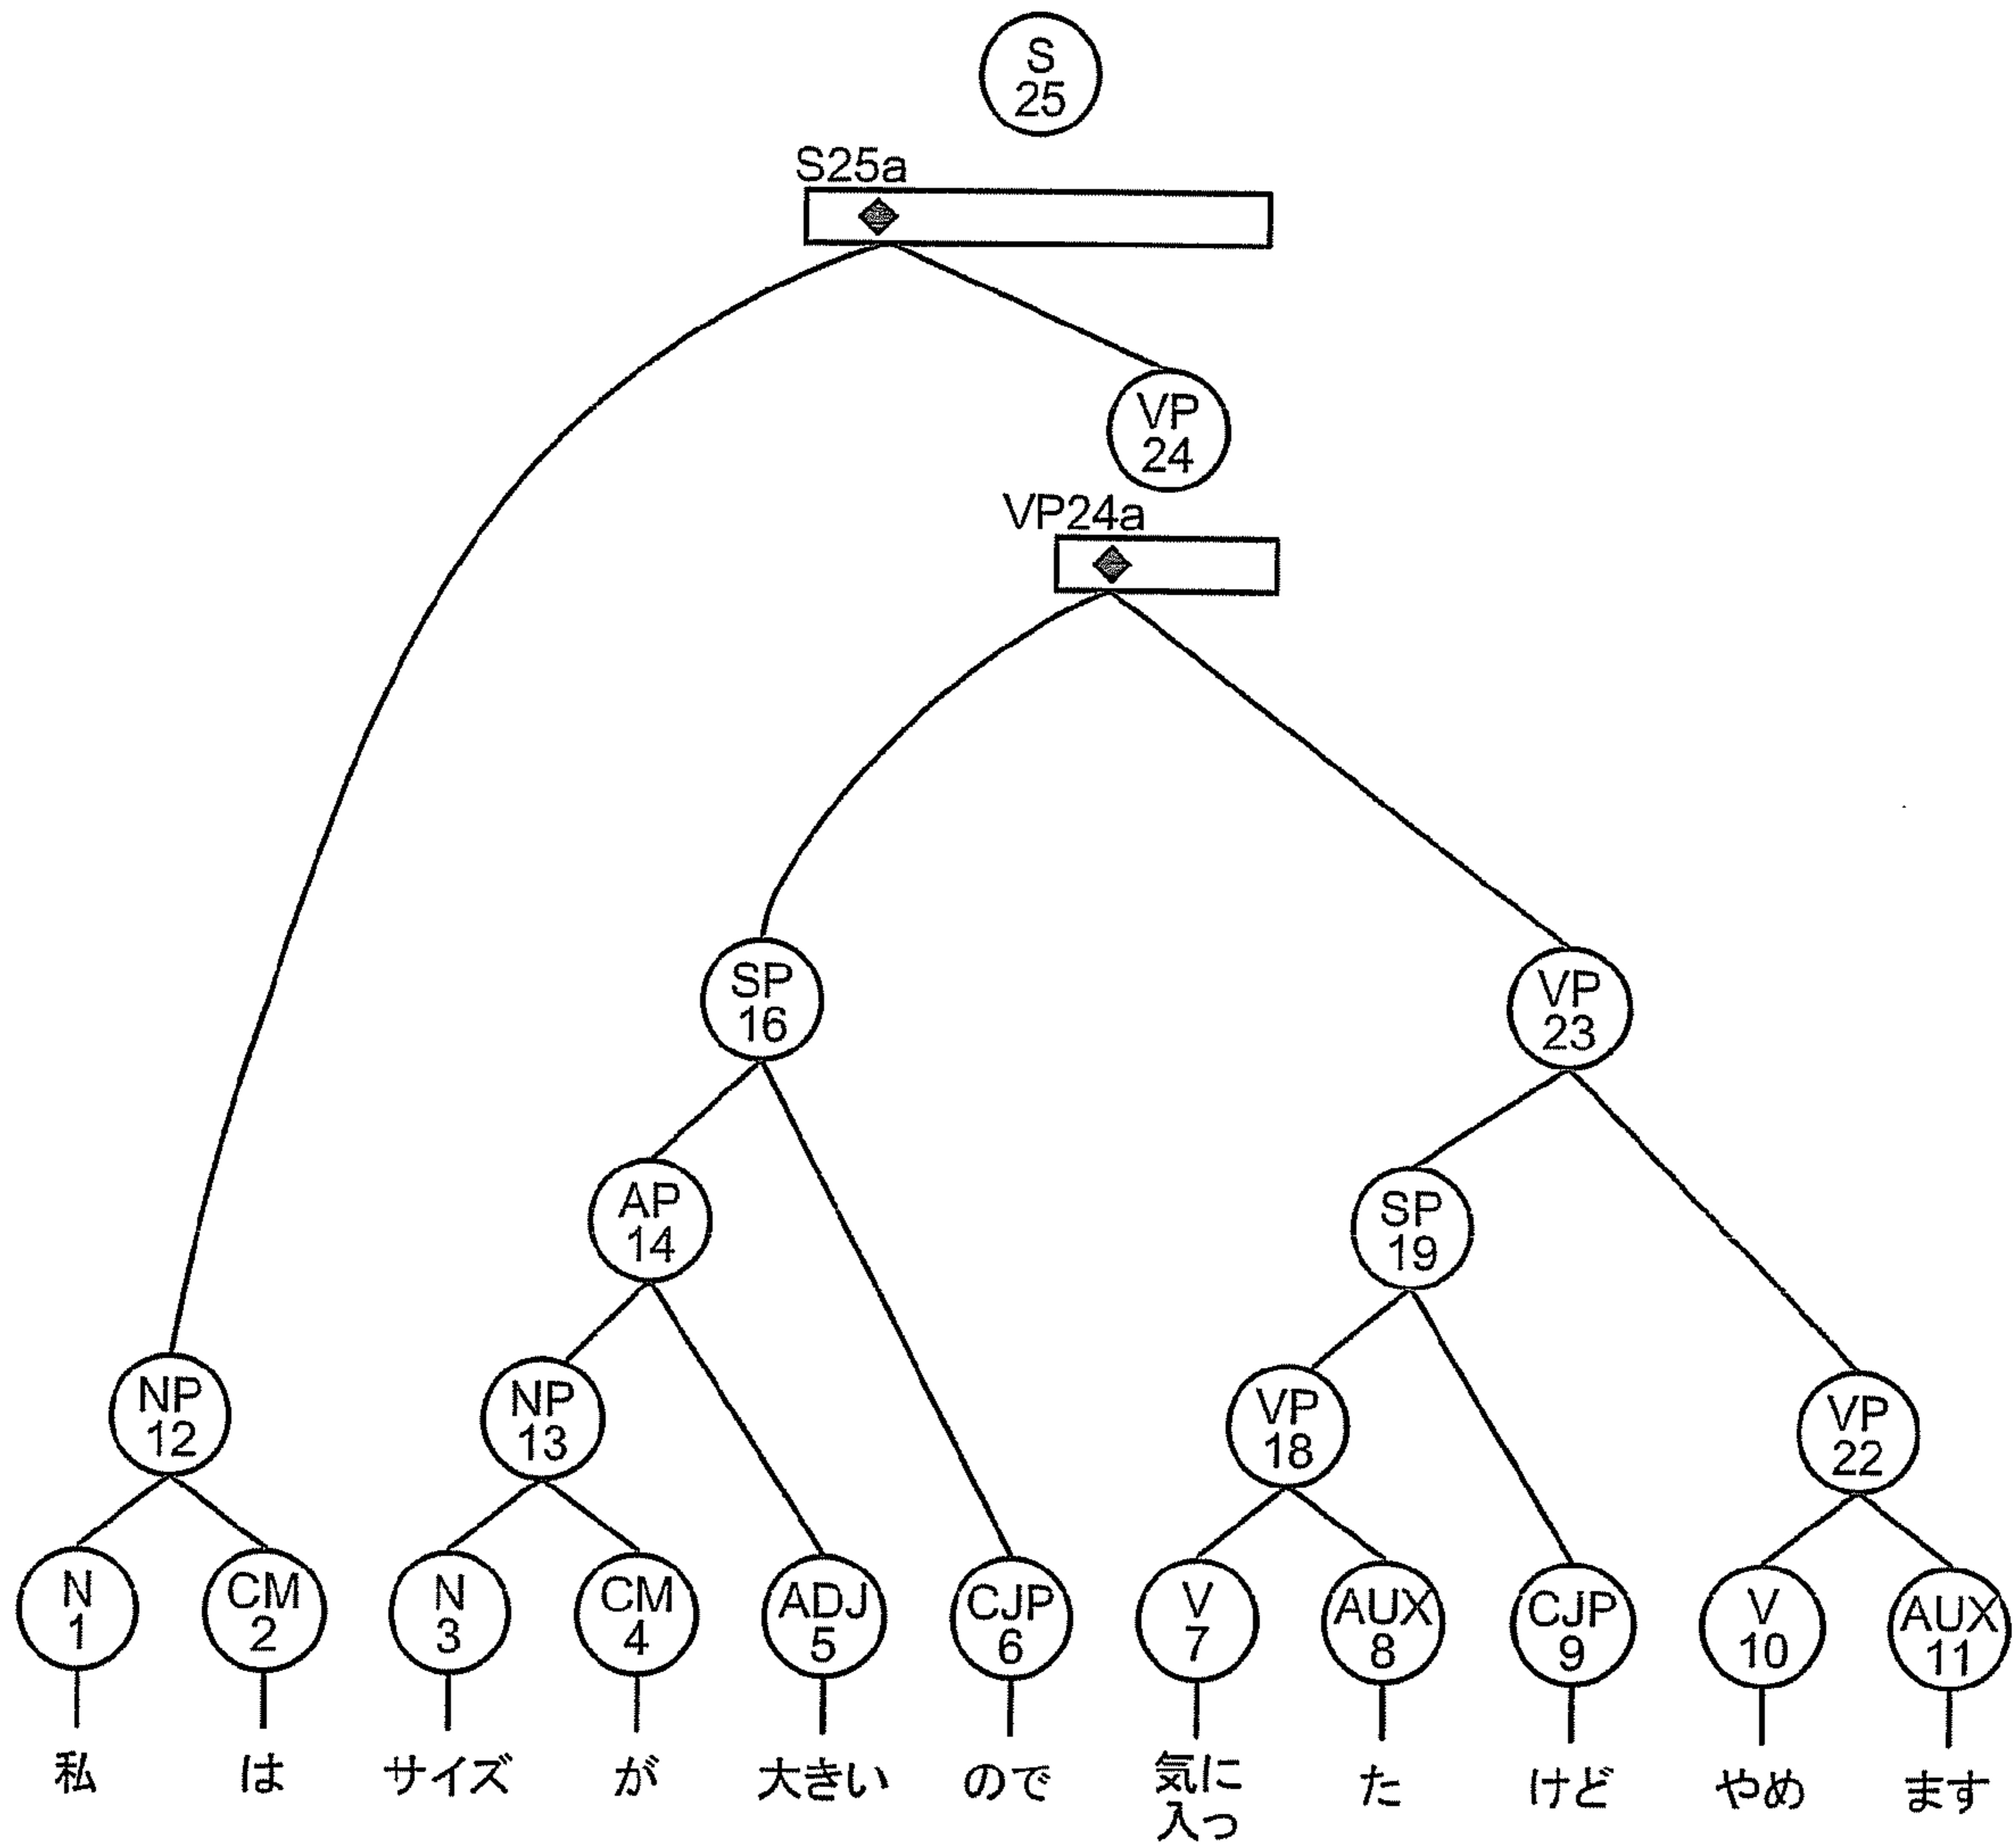 S
25
S25a
VP
24
VP24a
SP
16
VP
23
AP
14
SP
19
NP
12
NP
13
VP
18
VP
22
N
1
CM
2
N
3
CM
4
ADJ
5
CJP
6
V
7
AUX
8
CJP
9
V
10
AUX
11
私
は
サイズ
が
大きい
ので
気に
入っ
た
けど
やめ
ます